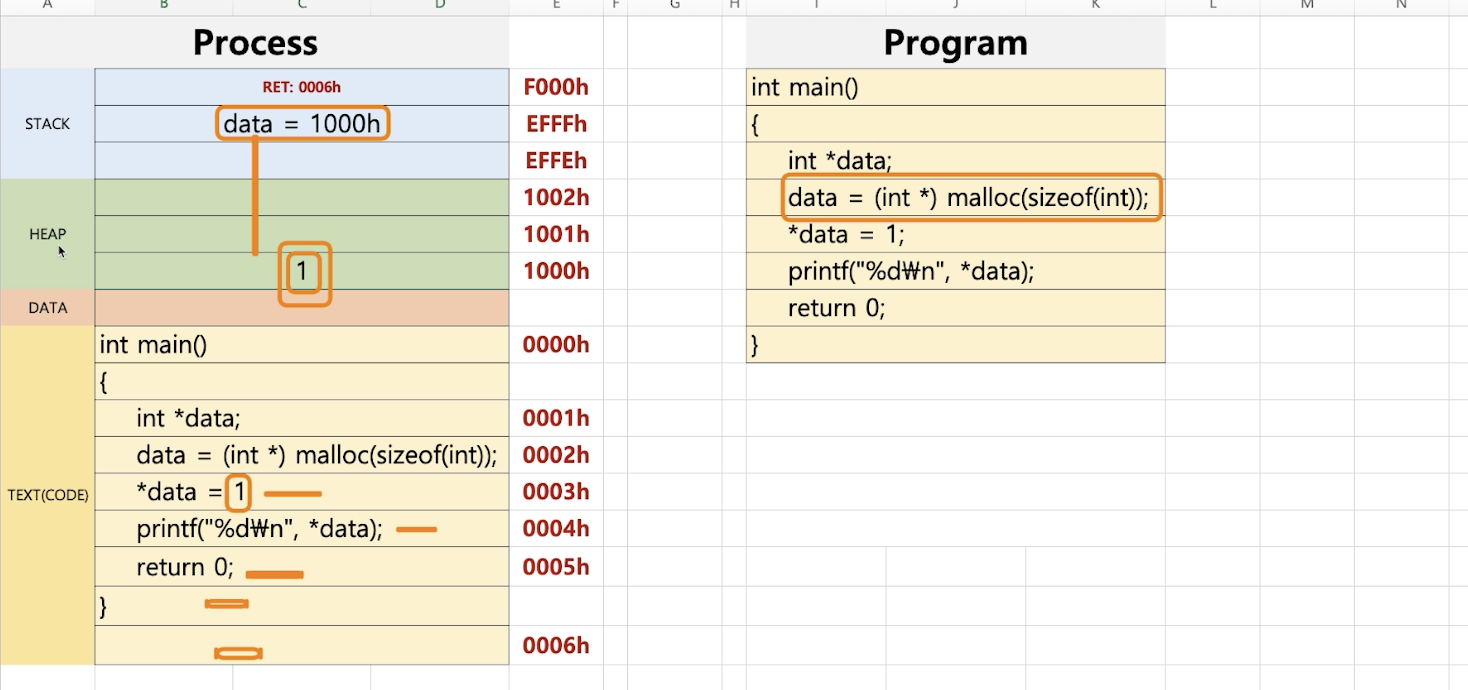 A B C D E F G H I J K L M N
Process Program
RET: 0006h F000h int main()
STACK data = 1000h EFFFh {
EFFEh int *data;
1002h data = (int *) malloc(sizeof(int));
HEAP 1001h *data = 1;
1 1000h printf("%d₩n", *data);
DATA return 0;
int main() 0000h }
{
int *data; 0001h
data = (int *) malloc(sizeof(int)); 0002h
TEXT(CODE) *data = 1 0003h
printf("%d₩n", *data); 0004h
return 0; 0005h
}
0006h